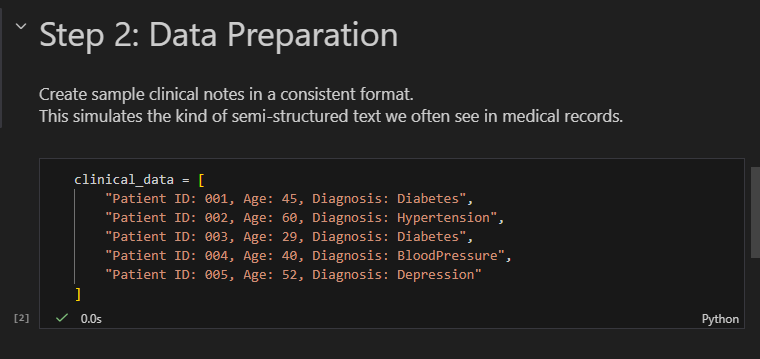 Step 2: Data Preparation
Create sample clinical notes in a consistent format.
This simulates the kind of semi-structured text we often see in medical records.
clinical_data = [
"Patient ID: 001, Age: 45, Diagnosis: Diabetes",
"Patient ID: 002, Age: 60, Diagnosis: Hypertension",
"Patient ID: 003, Age: 29, Diagnosis: Diabetes",
"Patient ID: 004, Age: 40, Diagnosis: BloodPressure",
"Patient ID: 005, Age: 52, Diagnosis: Depression"
]
[2] 0.0s Python